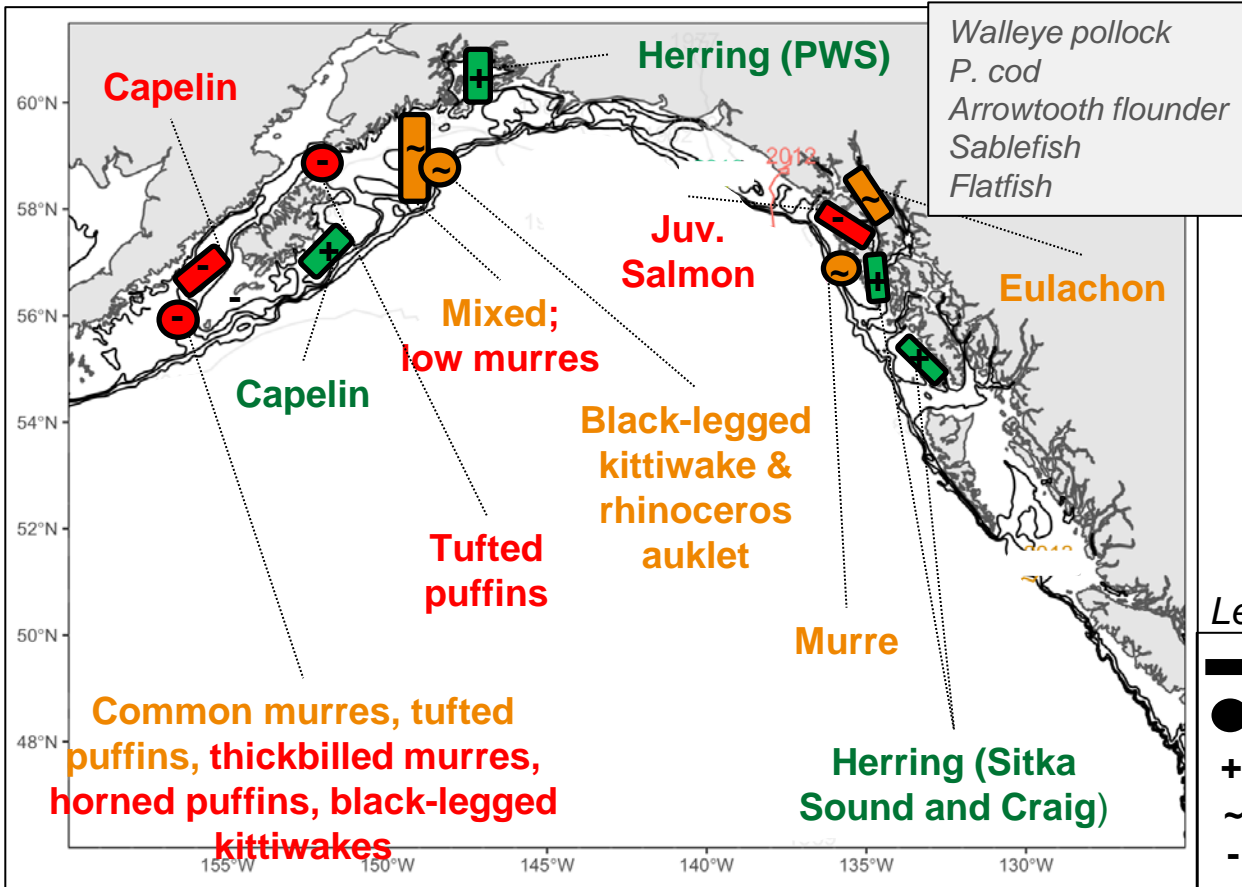 Walleye pollock
P. cod
Arrowtooth flounder
Sablefish
Flatfish
Herring (PWS)
Capelin
+
-
~
~
+
-
-
-
~
-
~
+
+
Juv.
Salmon
2012
Eulachon
Mixed;
low murres
Capelin
Black-legged
kittiwake &
rhinoceros
auklet
Tufted
puffins
Murre
Common murres, tufted
puffins, thickbilled murres,
horned puffins, black-legged
kittiwakes
Herring (Sitka
Sound and Craig)
60°N
58°N
56°N
54°N
52°N
50°N
48°N
155°W
150°W
145°W
140°W
135°W
130°W
Le
+
~
-